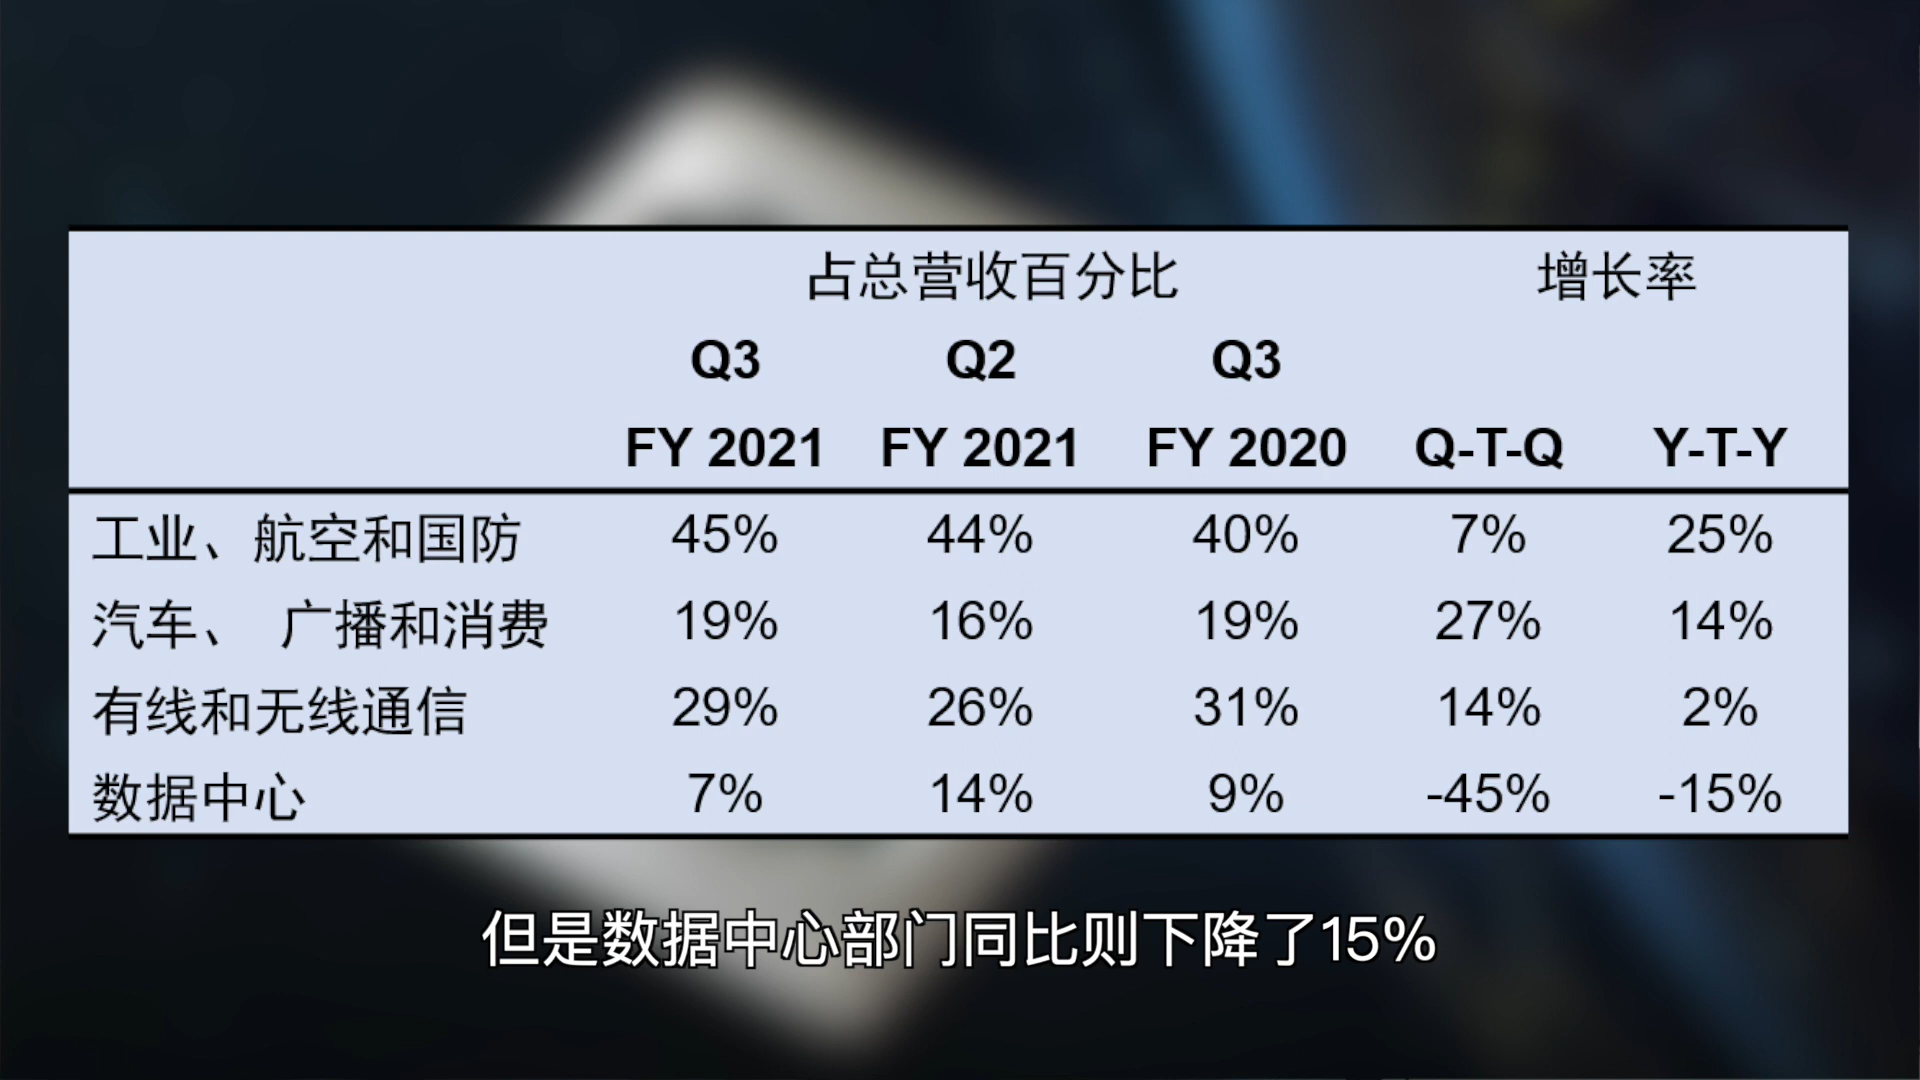 占总营收百分比 增长率
Q3 Q2 Q3
FY 2021 FY 2021 FY 2020 Q-T-Q Y-T-Y
工业、航空和国防 45% 44% 40% 7% 25%
汽车、 广播和消费 19% 16% 19% 27% 14%
有线和无线通信 29% 26% 31% 14% 2%
数据中心 7% 14% 9% -45% -15%
但是数据中心部门同比则下降了15%